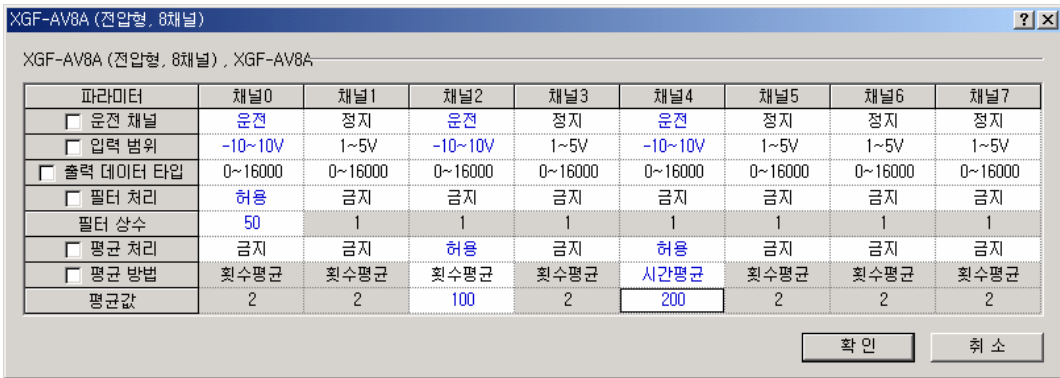 XGF-AV8A (전압형, 8채널)
XGF-AV8A (전압형, 8채널) , XGF-AV8A
파라미터 채널0 채널1 채널2 채널3 채널4 채널5 채널6 채널7
운전 채널 운전 정지 운전 정지 운전 정지 정지 정지
입력 범위 -10~10V 1~5V -10~10V 1~5V -10~10V 1~5V 1~5V 1~5V
출력 데이터 타입 0~16000 0~16000 0~16000 0~16000 0~16000 0~16000 0~16000 0~16000
필터 처리 허용 금지 금지 금지 금지 금지 금지 금지
필터 상수 50 1 1 1 1 1 1 1
평균 처리 금지 금지 허용 금지 허용 금지 금지 금지
평균 방법 횟수평균 횟수평균 횟수평균 횟수평균 시간평균 횟수평균 횟수평균 횟수평균
평균값 2 2 100 2 200 2 2 2
확 인 취 소